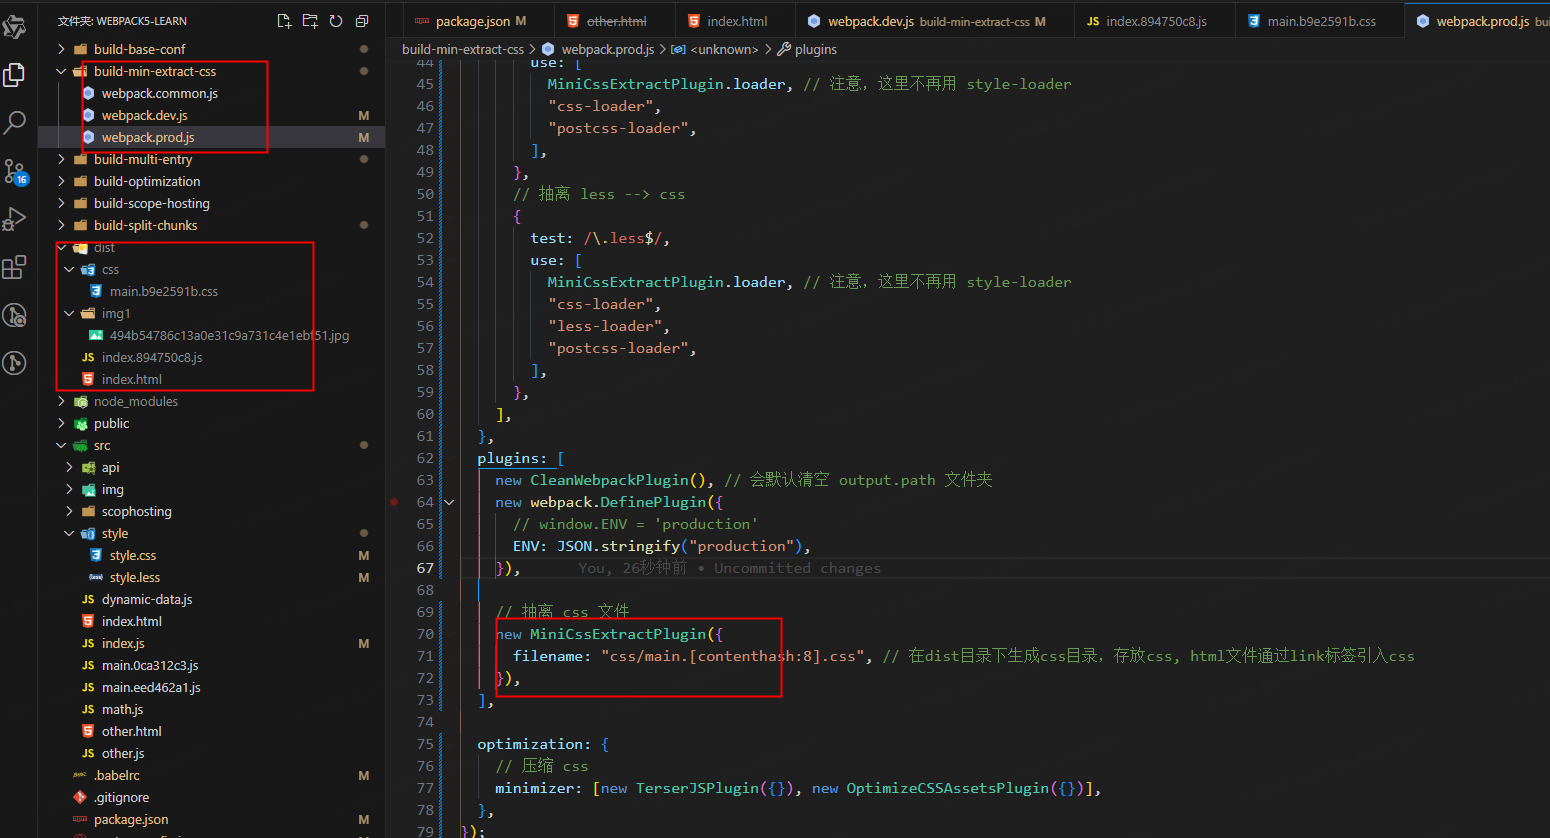 文件夹: WEBPACK5-LEARN
build-base-conf
build-min-extract-css
webpack.common.js
webpack.dev.js M
webpack.prod.js M
build-multi-entry
build-optimization
build-scope-hosting
build-split-chunks
dist
css
main.b9e2591b.css
img1
494b54786c13a0e31c9a731c4e1ebf51.jpg
JS index.894750c8.js
index.html
node_modules
public
src
api
img
scophosting
style
style.css M
style.less M
JS dynamic-data.js
index.html
JS index.js M
JS main.0ca312c3.js
JS main.eed462a1.js
JS math.js
other.html
JS other.js
.babelrc M
.gitignore
package.json M
16
package.json M
other.html
index.html
webpack.dev.js build-min-extract-css M
JS index.894750c8.js
main.b9e2591b.css
webpack.prod.js
build-min-extract-css > webpack.prod.js > <unknown> > plugins
44 use: [
45 MiniCssExtractPlugin.loader, // 注意，这里不再用 style-loader
46 "css-loader",
47 "postcss-loader",
48 ],
49 },
50 // 抽离 less --> css
51 {
52 test: /\.less$/,
53 use: [
54 MiniCssExtractPlugin.loader, // 注意，这里不再用 style-loader
55 "css-loader",
56 "less-loader",
57 "postcss-loader",
58 ],
59 },
60 ],
61 },
62 plugins: [
63 new CleanWebpackPlugin(), // 会默认清空 output.path 文件夹
64 new webpack.DefinePlugin({
65 // window.ENV = 'production'
66 ENV: JSON.stringify("production"),
67 }), You, 26秒钟前 • Uncommitted changes
68
69 // 抽离 css 文件
70 new MiniCssExtractPlugin({
71 filename: "css/main.[contenthash:8].css", // 在dist目录下生成css目录，存放css, html文件通过link标签引入css
72 }),
73 ],
74
75 optimization: {
76 // 压缩 css
77 minimizer: [new TerserJSPlugin({}), new OptimizeCSSAssetsPlugin({})],
78 },
79 });